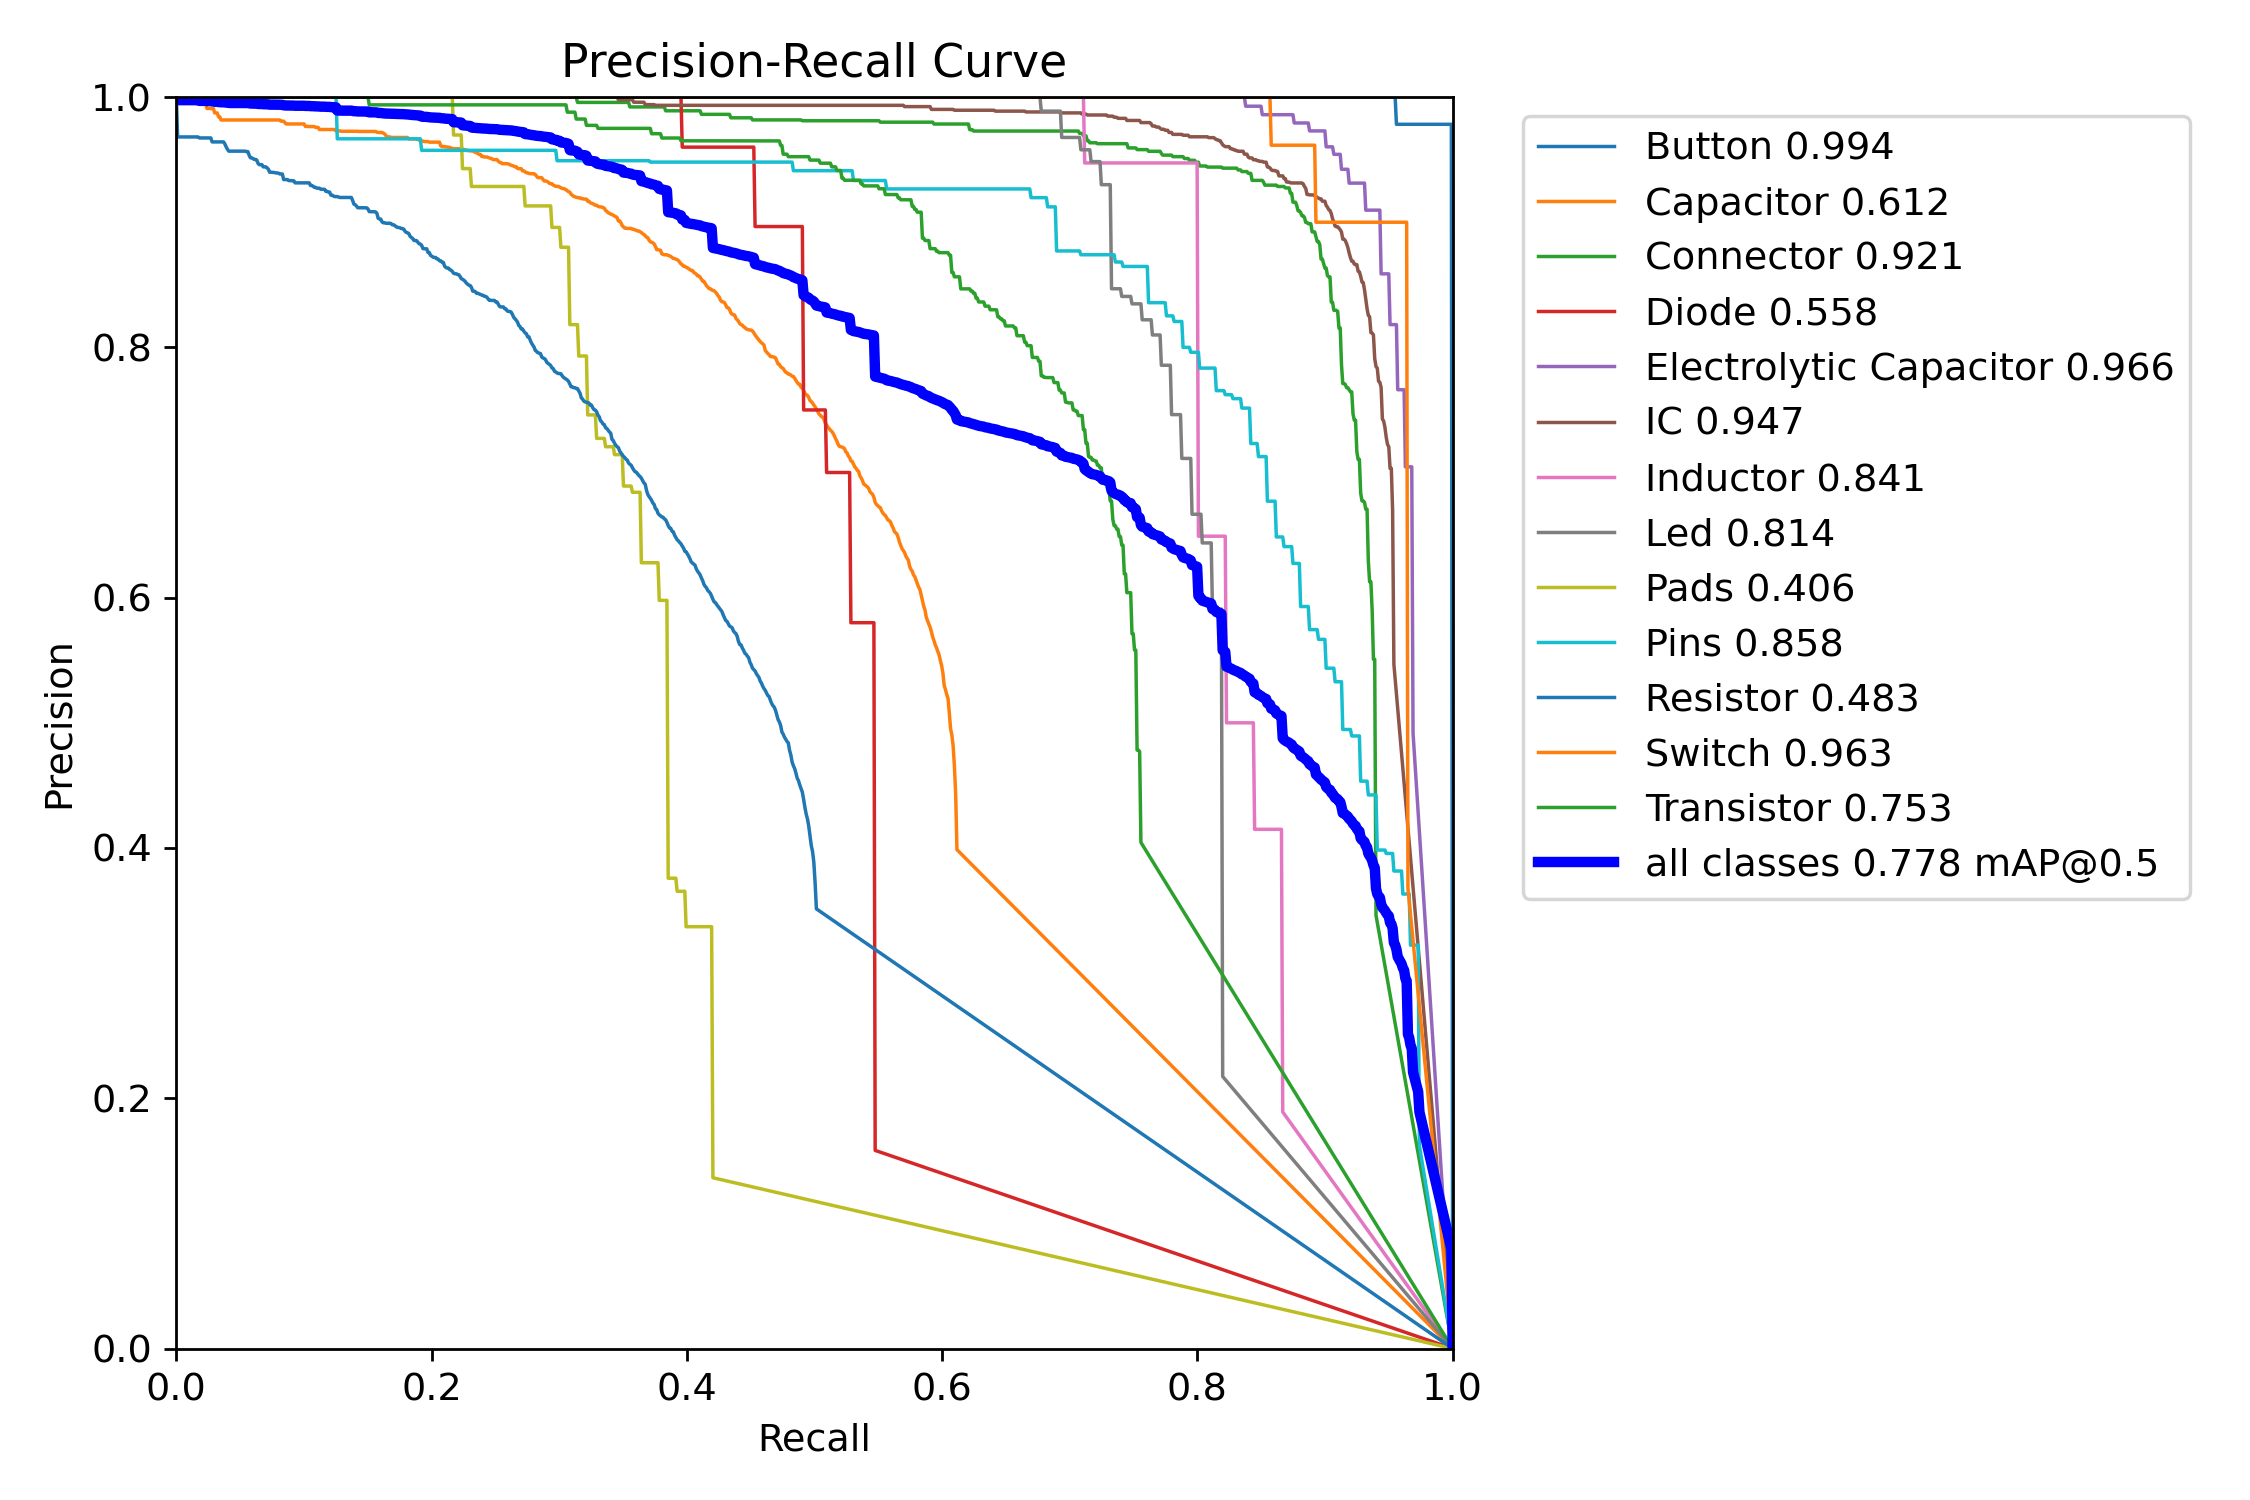 Precision-Recall Curve
1.0
0.8
0.6
0.4
0.2
0.0
Precision
0.0 0.2 0.4 0.6 0.8 1.0
Recall
Button 0.994
Capacitor 0.612
Connector 0.921
Diode 0.558
Electrolytic Capacitor 0.966
IC 0.947
Inductor 0.841
Led 0.814
Pads 0.406
Pins 0.858
Resistor 0.483
Switch 0.963
Transistor 0.753
all classes 0.778 mAP@0.5